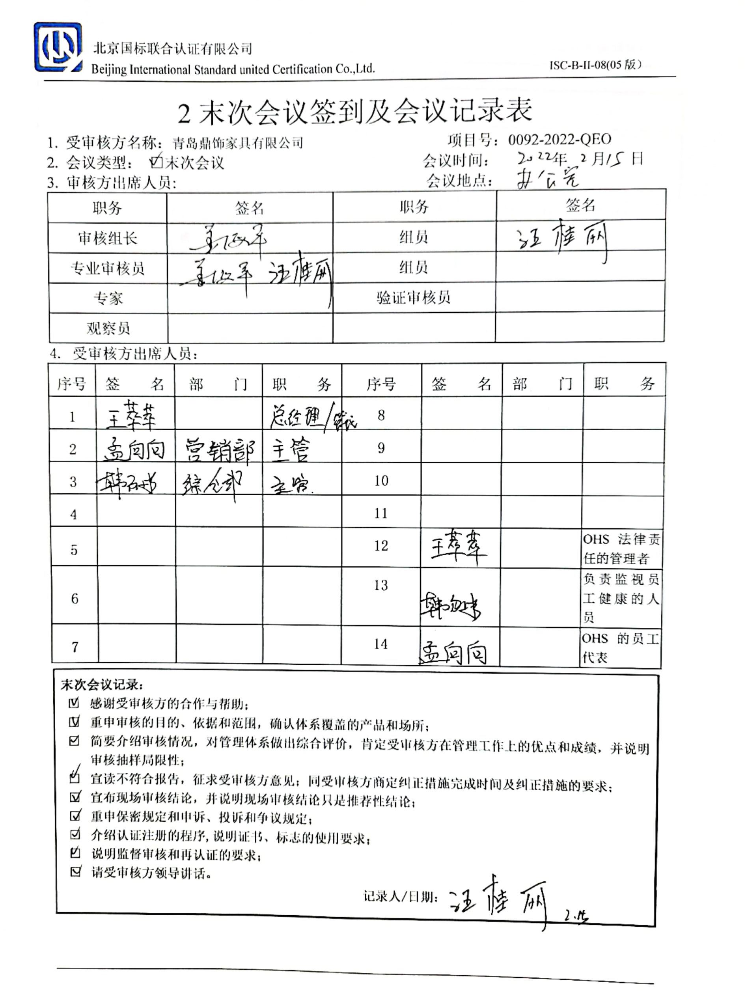 北京国标联合认证有限公司
Beijing International Standard united Certification Co.,Ltd.
ISC-B-II-08(05版)
2 末次会议签到及会议记录表
1. 受审核方名称：青岛鼎饰家具有限公司 项目号：0092-2022-QEO
2. 会议类型： ☑末次会议 会议时间： 2022年 2月15日
3. 审核方出席人员: 会议地点： 办公室
职务 签名 职务 签名
审核组长 组员 汪桂丽
专业审核员 汪桂丽 组员
专家 验证审核员
观察员
4. 受审核方出席人员：
序号 签 名 部 门 职 务 序号 签 名 部 门 职 务
1 王萃萃 总经理/ 8
2 孟向向 营销部 主管 9
3 综合部 主管 10
4 11
5 12 王萃萃 OHS 法律责
任的管理者
6 13 负责监视员
工健康的人
员
7 14 孟向向 OHS 的员工
代表
末次会议记录：
☑ 感谢受审核方的合作与帮助；
☑ 重申审核的目的、依据和范围，确认体系覆盖的产品和场所；
☑ 简要介绍审核情况，对管理体系做出综合评价，肯定受审核方在管理工作上的优点和成绩，并说明
审核抽样局限性；
☑ 宣读不符合报告，征求受审核方意见；同受审核方商定纠正措施完成时间及纠正措施的要求；
☑ 宣布现场审核结论，并说明现场审核结论只是推荐性结论；
☑ 重申保密规定和申诉、投诉和争议规定；
☑ 介绍认证注册的程序,说明证书、标志的使用要求；
☑ 说明监督审核和再认证的要求；
☑ 请受审核方领导讲话。
记录人/日期： 汪桂丽 2.15